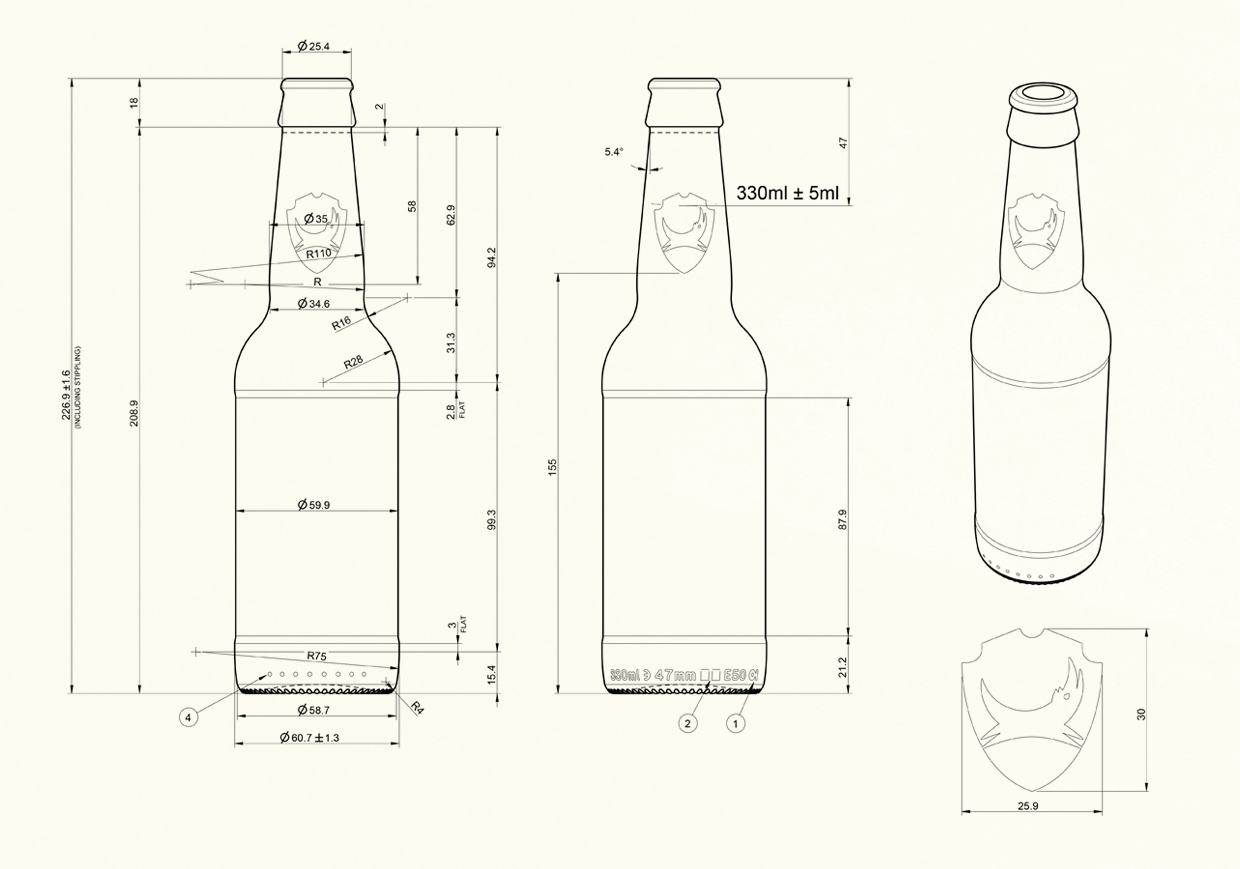 Ø25.4
18
2
Ø35
R110
R
Ø34.6
R16
R28
58
62.9
94.2
31.3
2.8
FLAT
226.9 ±1.6
(INCLUDING STIPPLING)
208.9
Ø59.9
99.3
3
FLAT
R75
15.4
R4
4
Ø58.7
Ø60.7 ±1.3
5.4°
47
330ml ± 5ml
155
87.9
21.2
330ml 47mm E50
2
1
30
25.9